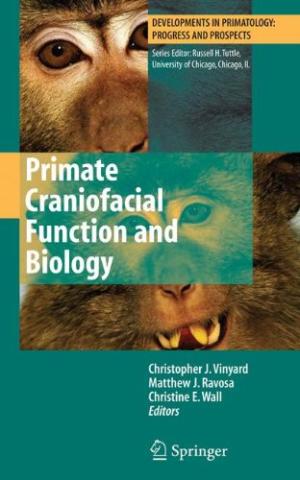 DEVELOPMENTS IN PRIMATOLOGY:
PROGRESS AND PROSPECTS
Series Editor: Russell H. Tuttle,
University of Chicago, Chicago, IL
Primate
Craniofacial
Function and
Biology
Christopher J. Vinyard
Matthew J. Ravosa
Christine E. Wall
Editors
Springer